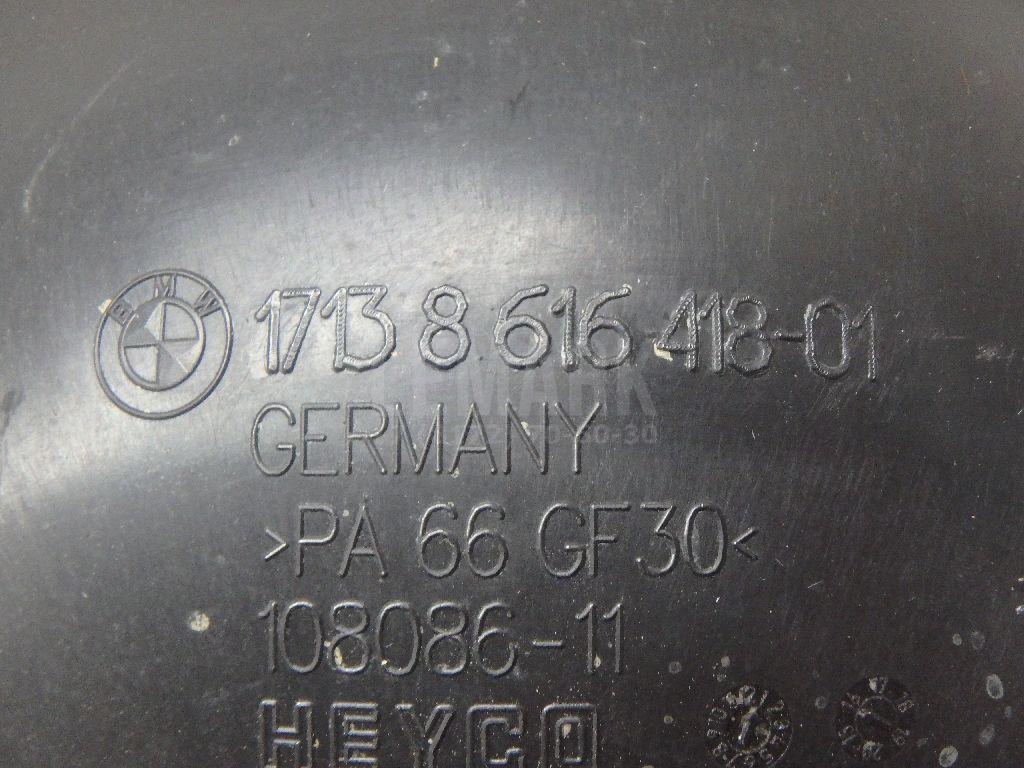 BMW 1713 8 616 418-01
GERMANY
>PA 66 GF30<
108086-11
HEYCO